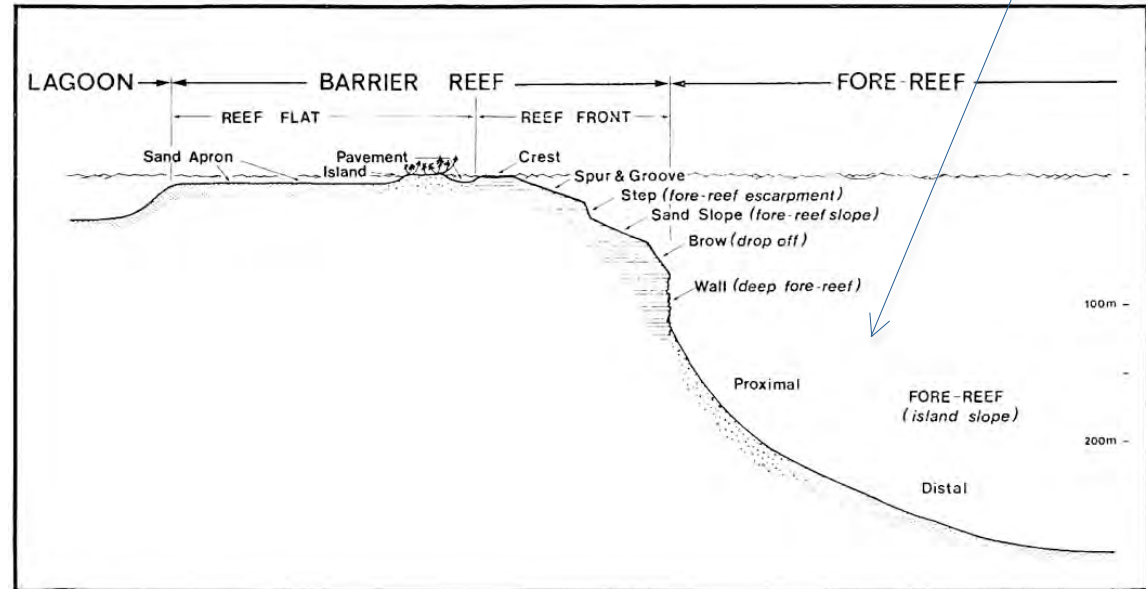 LAGOON BARRIER REEF FORE-REEF
REEF FLAT REEF FRONT
Sand Apron
Pavement
Island
Crest
Spur & Groove
Step (fore-reef escarpment)
Sand Slope (fore-reef slope)
Brow (drop off)
Wall (deep fore-reef)
100m
Proximal
FORE-REEF
(island slope)
200m
Distal